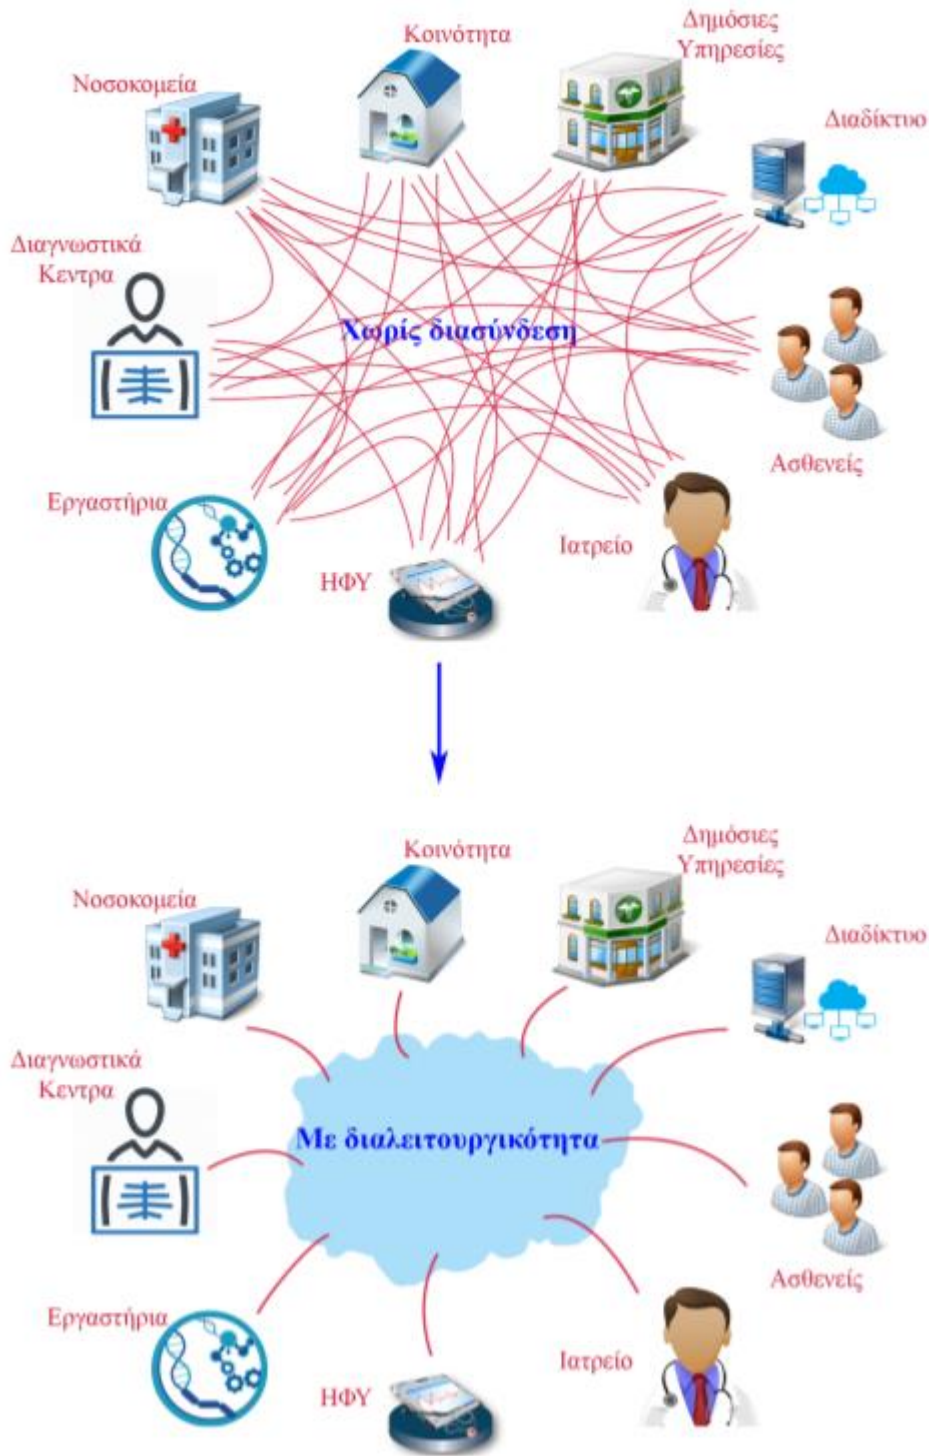 Κοινότητα
Δημόσιες
Υπηρεσίες
Νοσοκομεία
Διαδίκτυο
Διαγνωστικά
Κεντρα
Χωρίς διασύνδεση
Ασθενείς
Εργαστήρια
Ιατρείο
ΗΦΥ
Κοινότητα
Δημόσιες
Υπηρεσίες
Νοσοκομεία
Διαδίκτυο
Διαγνωστικά
Κεντρα
Με διαλειτουργικότητα
Ασθενείς
Εργαστήρια
Ιατρείο
ΗΦΥ